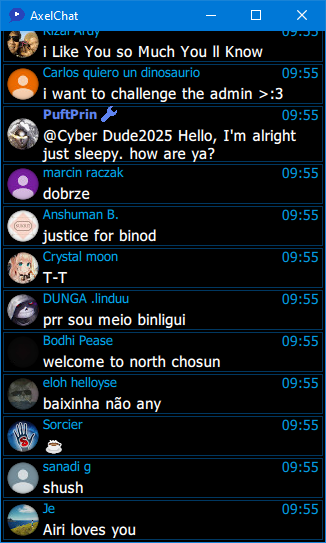 AxelChat
Rizal Ardy 09:55
i Like You so Much You ll Know
Carlos quiero un dinosaurio 09:55
i want to challenge the admin >:3
PuftPrin 09:55
@Cyber Dude2025 Hello, I'm alright
just sleepy. how are ya?
marcin raczak 09:55
dobrze
Anshuman B. 09:55
justice for binod
Crystal moon 09:55
T-T
DUNGA .linduu 09:55
prr sou meio binligui
Bodhi Pease 09:55
welcome to north chosun
eloh helloyse 09:55
baixinha não any
Sorcier 09:55
☕
sanadi g 09:55
shush
Je 09:55
Airi loves you